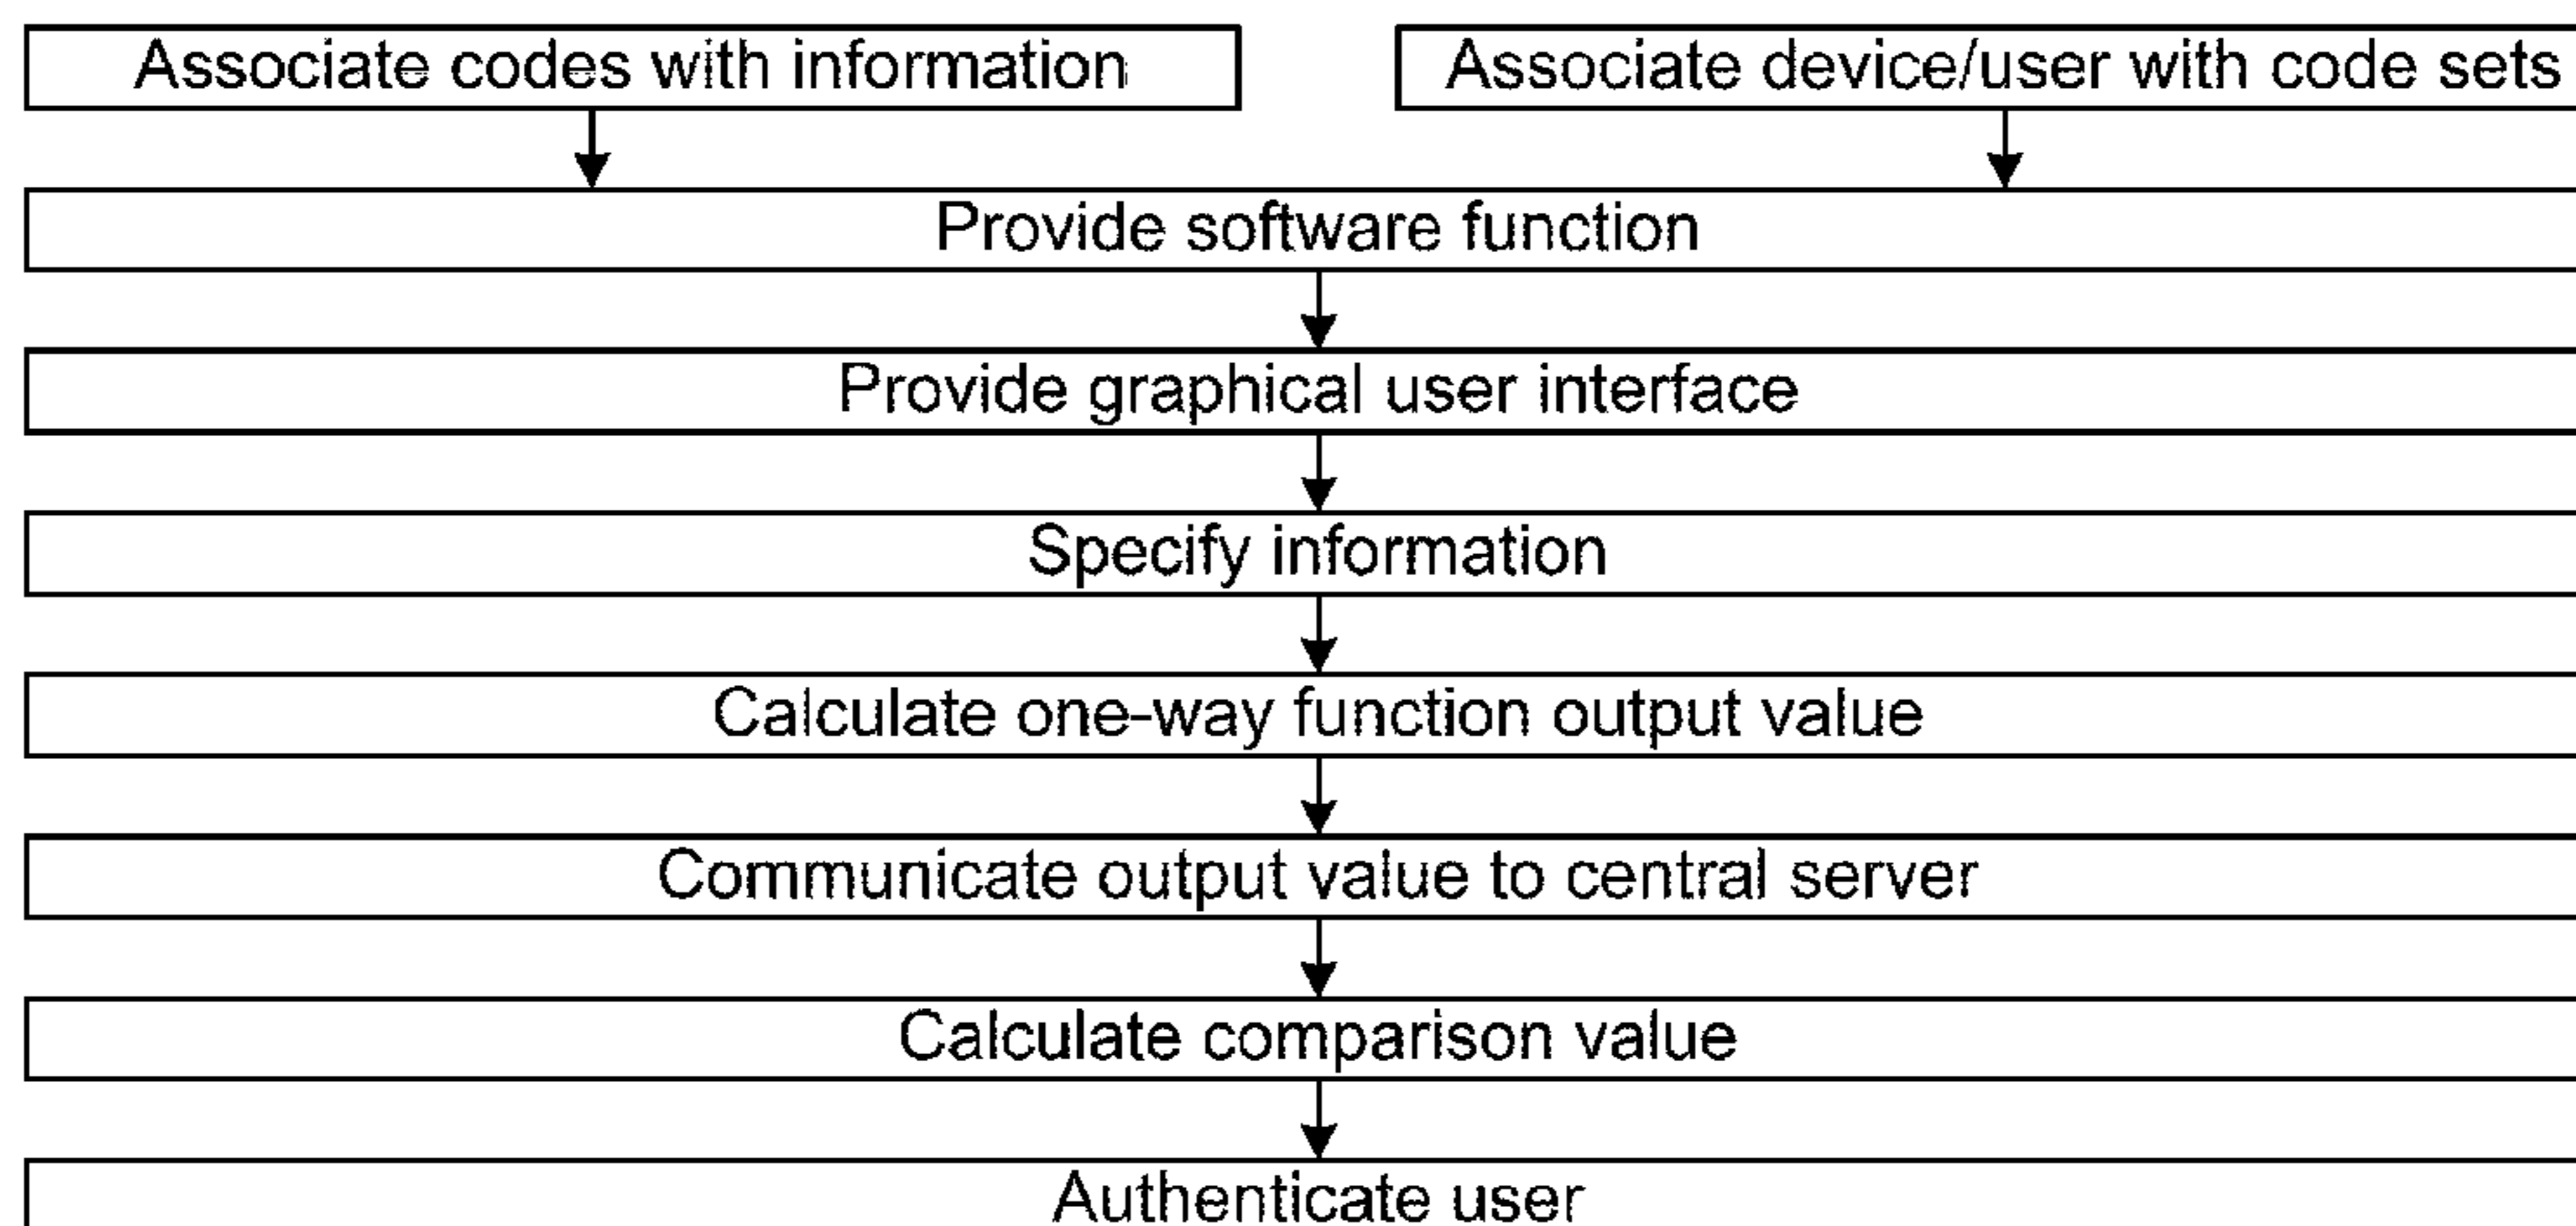 Associate codes with information
Associate device/user with code sets
Provide software function
Provide graphical user interface
Specify information
Calculate one-way function output value
Communicate output value to central server
Calculate comparison value
Authenticate user